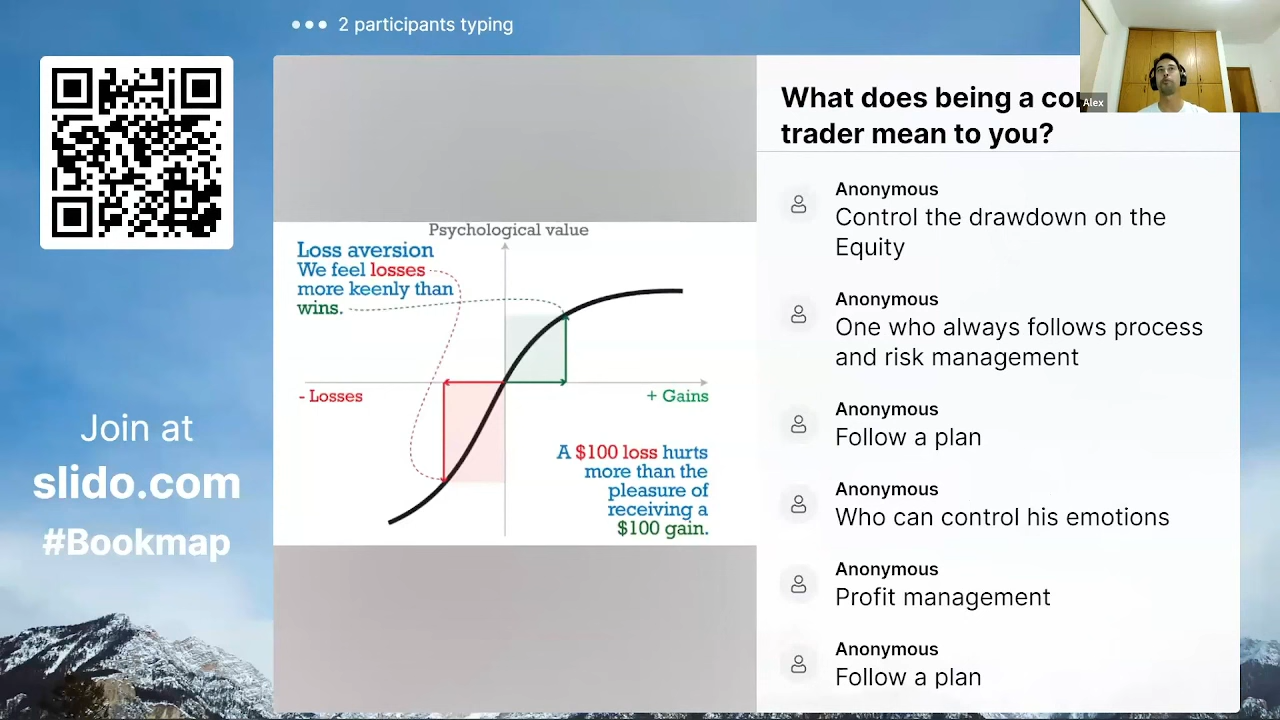 2 participants typing
Join at
slido.com
#Bookmap
Psychological value
Loss aversion
We feel losses
more keenly than
wins.
- Losses
+ Gains
A $100 loss hurts
more than the
pleasure of
receiving a
$100 gain.
What does being a
trader mean to you?
Alex
Anonymous
Control the drawdown on the
Equity
Anonymous
One who always follows process
and risk management
Anonymous
Follow a plan
Anonymous
Who can control his emotions
Anonymous
Profit management
Anonymous
Follow a plan